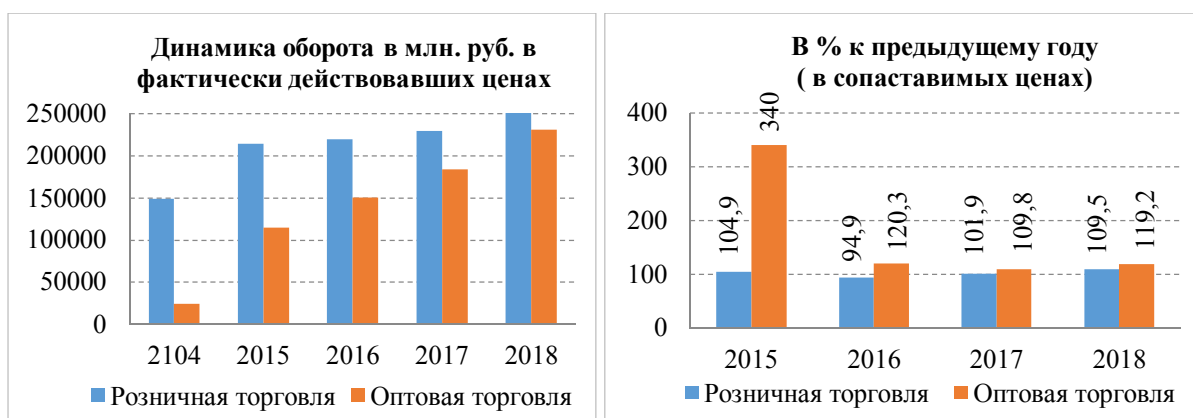 Динамика оборота в млн. руб. в
фактически действовавших ценах
250000
200000
150000
100000
50000
0
2104 2015 2016 2017 2018
Розничная торговля Оптовая торговля
В % к предыдущему году
( в сопаставимых ценах)
400
300
200
100
0
104,9 340 94,9 120,3 101,9 109,8 109,5 119,2
2015 2016 2017 2018
Розничная торговля Оптовая торговля